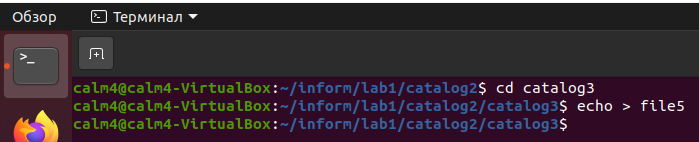 Обзор
Терминал
calm4@calm4-VirtualBox:~/inform/lab1/catalog2$ cd catalog3
calm4@calm4-VirtualBox:~/inform/lab1/catalog2/catalog3$ echo > file5
calm4@calm4-VirtualBox:~/inform/lab1/catalog2/catalog3$